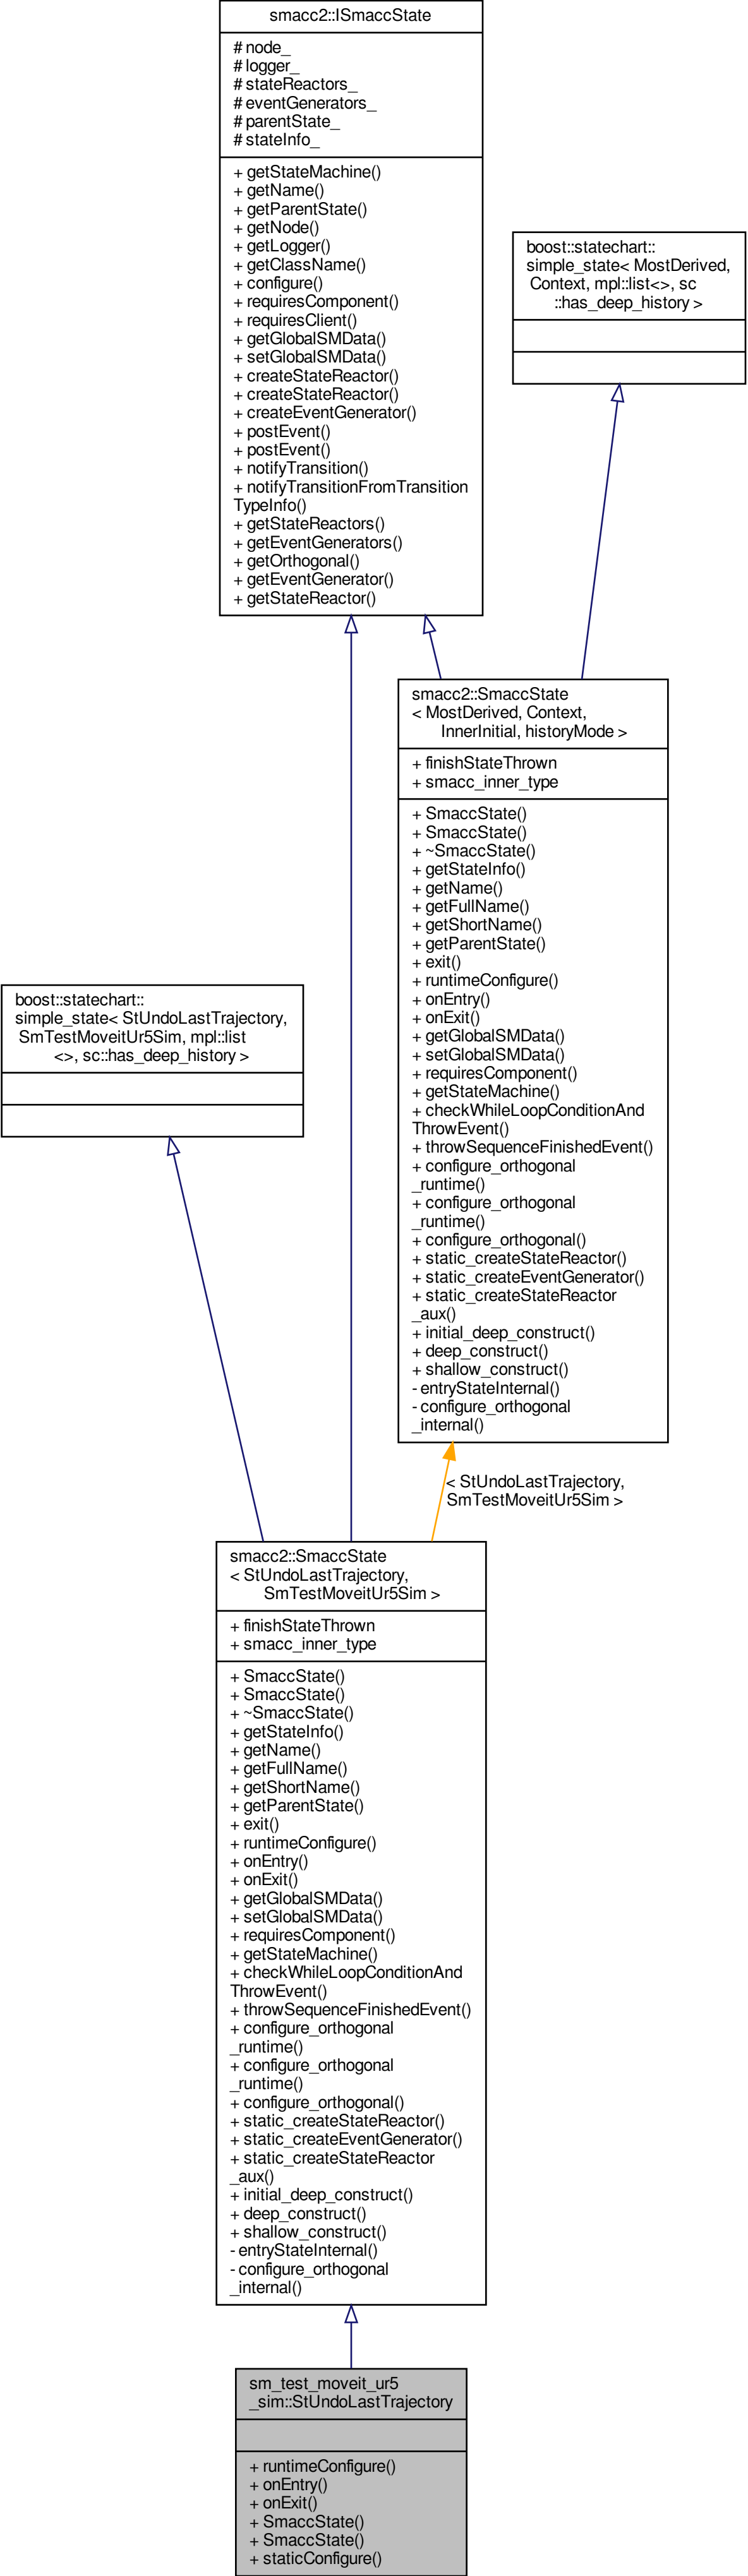 smacc2::ISmaccState
# node_
# logger_
# stateReactors_
# eventGenerators_
# parentState_
# stateInfo_
+ getStateMachine()
+ getName()
+ getParentState()
+ getNode()
+ getLogger()
+ getClassName()
+ configure()
+ requiresComponent()
+ requiresClient()
+ getGlobalSMData()
+ setGlobalSMData()
+ createStateReactor()
+ createStateReactor()
+ createEventGenerator()
+ postEvent()
+ postEvent()
+ notifyTransition()
+ notifyTransitionFromTransition
TypeInfo()
+ getStateReactors()
+ getEventGenerators()
+ getOrthogonal()
+ getEventGenerator()
+ getStateReactor()
boost::statechart::
simple_state< MostDerived,
Context, mpl::list<>, sc
::has_deep_history >
smacc2::SmaccState
< MostDerived, Context,
InnerInitial, historyMode >
+ finishStateThrown
+ smacc_inner_type
+ SmaccState()
+ SmaccState()
+ ~SmaccState()
+ getStateInfo()
+ getName()
+ getFullName()
+ getShortName()
+ getParentState()
+ exit()
+ runtimeConfigure()
+ onEntry()
+ onExit()
+ getGlobalSMData()
+ setGlobalSMData()
+ requiresComponent()
+ getStateMachine()
+ checkWhileLoopConditionAnd
ThrowEvent()
+ throwSequenceFinishedEvent()
+ configure_orthogonal
_runtime()
+ configure_orthogonal
_runtime()
+ configure_orthogonal()
+ static_createStateReactor()
+ static_createEventGenerator()
+ static_createStateReactor
_aux()
+ initial_deep_construct()
+ deep_construct()
+ shallow_construct()
- entryStateInternal()
- configure_orthogonal
_internal()
boost::statechart::
simple_state< StUndoLastTrajectory,
SmTestMoveitUr5Sim, mpl::list
<>, sc::has_deep_history >
< StUndoLastTrajectory,
SmTestMoveitUr5Sim >
smacc2::SmaccState
< StUndoLastTrajectory,
SmTestMoveitUr5Sim >
+ finishStateThrown
+ smacc_inner_type
+ SmaccState()
+ SmaccState()
+ ~SmaccState()
+ getStateInfo()
+ getName()
+ getFullName()
+ getShortName()
+ getParentState()
+ exit()
+ runtimeConfigure()
+ onEntry()
+ onExit()
+ getGlobalSMData()
+ setGlobalSMData()
+ requiresComponent()
+ getStateMachine()
+ checkWhileLoopConditionAnd
ThrowEvent()
+ throwSequenceFinishedEvent()
+ configure_orthogonal
_runtime()
+ configure_orthogonal
_runtime()
+ configure_orthogonal()
+ static_createStateReactor()
+ static_createEventGenerator()
+ static_createStateReactor
_aux()
+ initial_deep_construct()
+ deep_construct()
+ shallow_construct()
- entryStateInternal()
- configure_orthogonal
_internal()
sm_test_moveit_ur5
_sim::StUndoLastTrajectory
+ runtimeConfigure()
+ onEntry()
+ onExit()
+ SmaccState()
+ SmaccState()
+ staticConfigure()